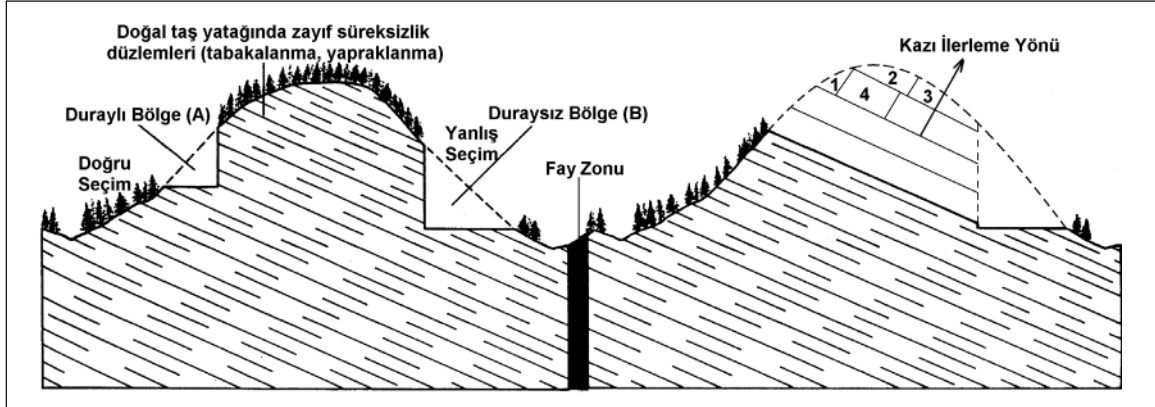 Doğal taş yatağında zayıf süreksizlik
düzlemleri (tabakalanma, yapraklanma)
Duraylı Bölge (A)
Doğru
Seçim
Duraysız Bölge (B)
Yanlış
Seçim
Fay Zonu
Kazı İlerleme Yönü
1
2
3
4